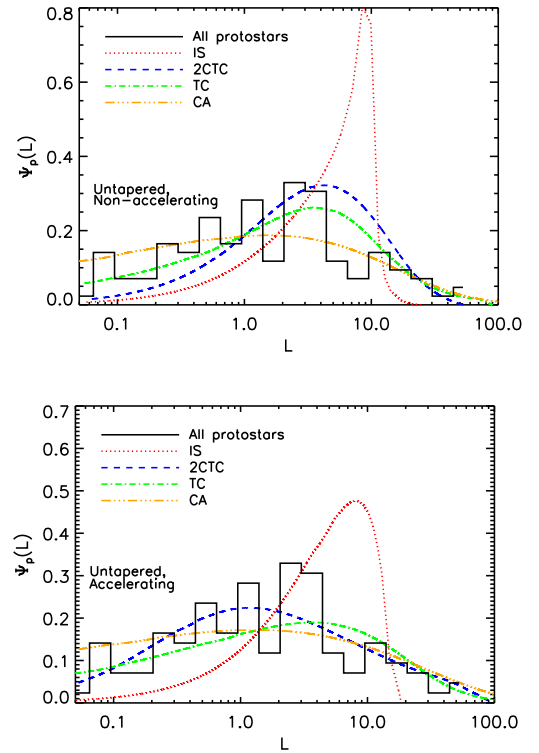 0.8
All protostars
IS
2CTC
TC
CA
0.6
0.4
Ψp(L)
Untapered,
Non-accelerating
0.2
0.0
0.1 1.0 10.0 100.0
L
0.7
All protostars
IS
2CTC
TC
CA
0.6
0.5
0.4
Ψp(L)
Untapered,
Accelerating
0.3
0.2
0.1
0.0
0.1 1.0 10.0 100.0
L